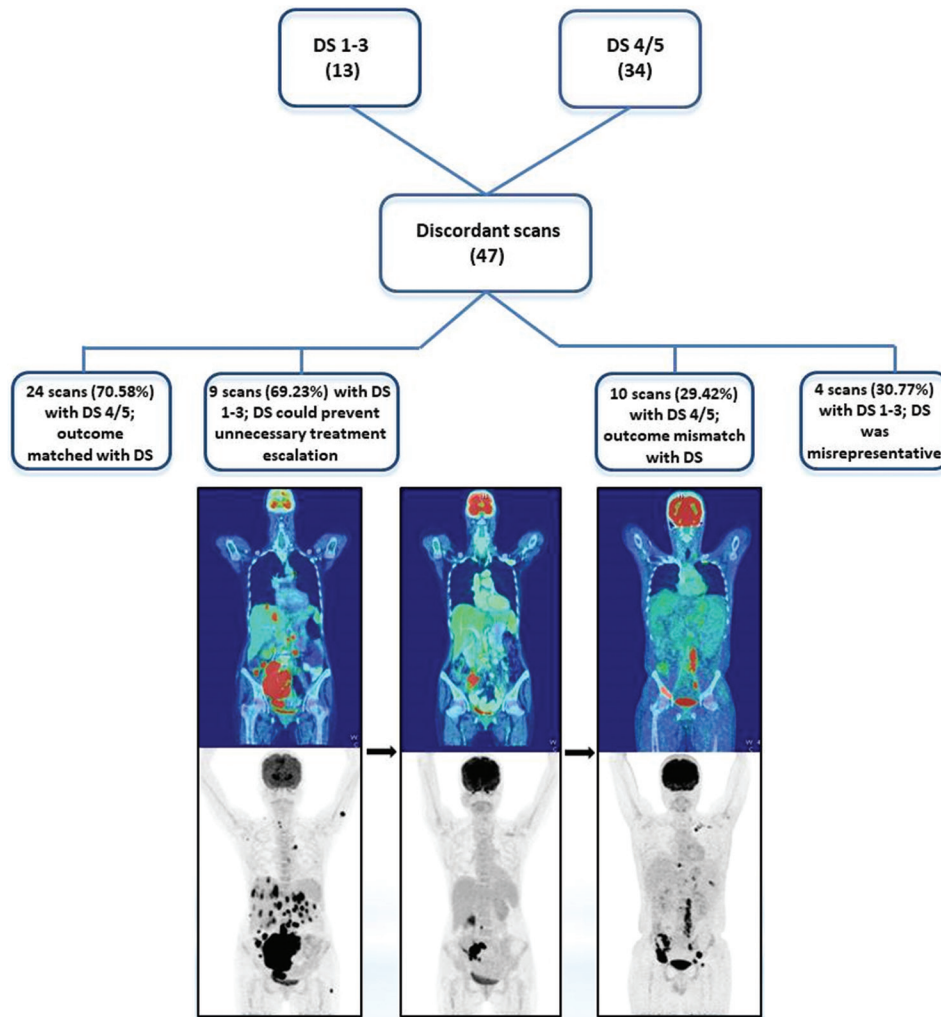 DS 1-3
(13)
DS 4/5
(34)
Discordant scans
(47)
24 scans (70.58%)
with DS 4/5;
outcome
matched with DS
9 scans (69.23%) with DS
1-3; DS could prevent
unnecessary treatment
escalation
10 scans (29.42%)
with DS 4/5;
outcome mismatch
with DS
4 scans (30.77%)
with DS 1-3; DS
was
misrepresentative